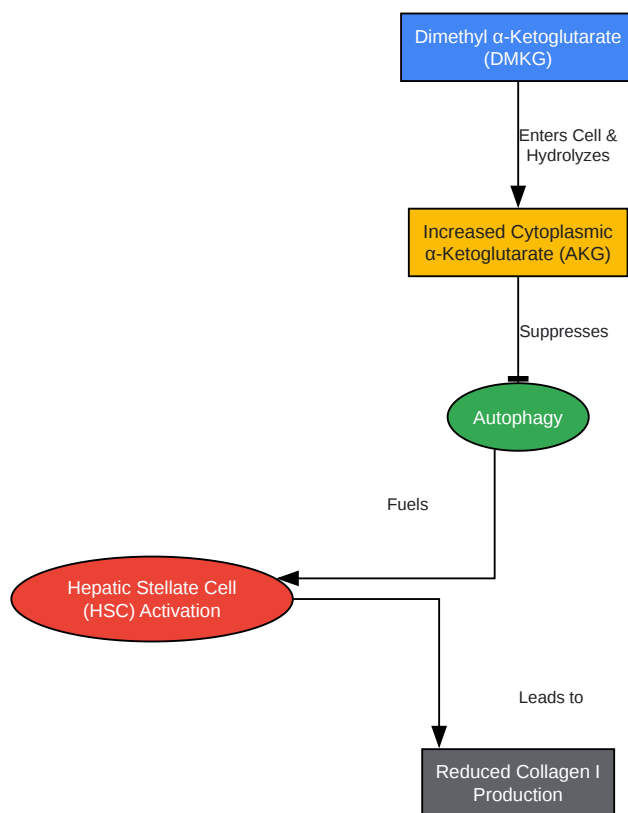 Dimethyl α-Ketoglutarate
(DMKG)
Enters Cell &
Hydrolyzes
Increased Cytoplasmic
α-Ketoglutarate (AKG)
Suppresses
Autophagy
Fuels
Hepatic Stellate Cell
(HSC) Activation
Leads to
Reduced Collagen I
Production